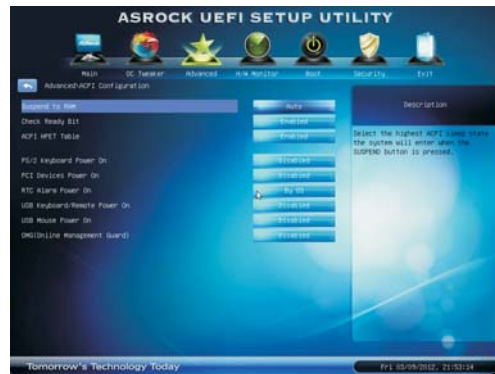 ASROCK UEFI SETUP UTILITY
Main OC Tweaker Advanced H/W Monitor Boot Security Exit
Advanced\ACPI Configuration
Suspend to RAM Auto
Check Ready Bit Enabled
ACPI HPET Table Enabled
PS/2 Keyboard Power On Disabled
PCI Devices Power On Disabled
RTC Alarm Power On By OS
USB Keyboard/Remote Power On Disabled
USB Mouse Power On Disabled
OMG(Online Management Guard) Disabled
Description
Select the highest ACPI sleep state
the system will enter when the
SUSPEND button is pressed.
Tomorrow's Technology Today
Fri 03/09/2012, 21:53:14